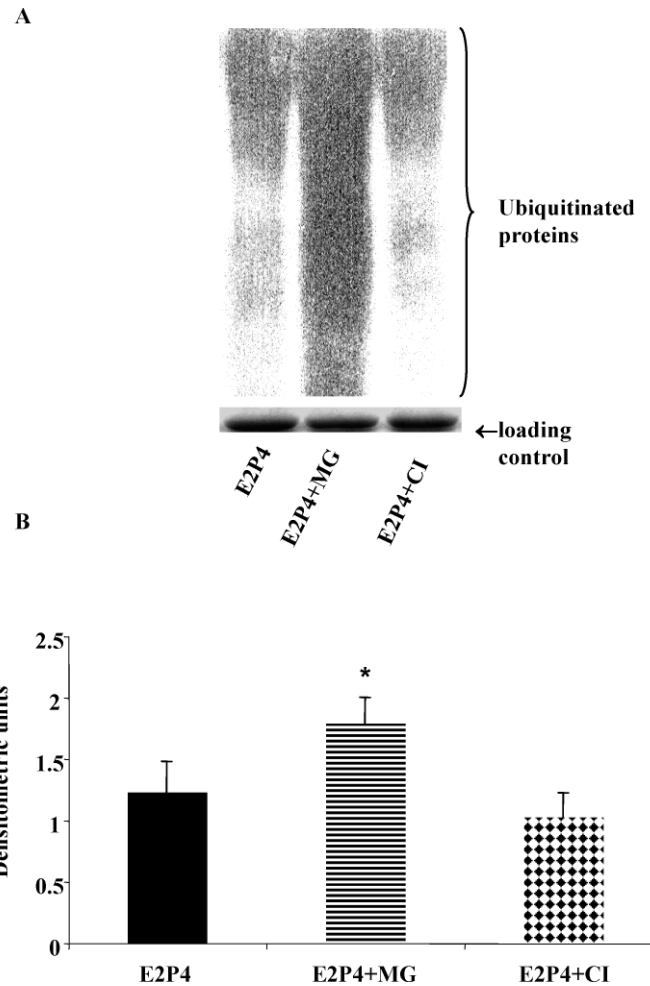 A
Ubiquitinated
proteins
←loading
control
E2P4
E2P4+MG
E2P4+CI
B
Densitometric units
2.5
2
1.5
1
0.5
0
*
E2P4
E2P4+MG
E2P4+CI